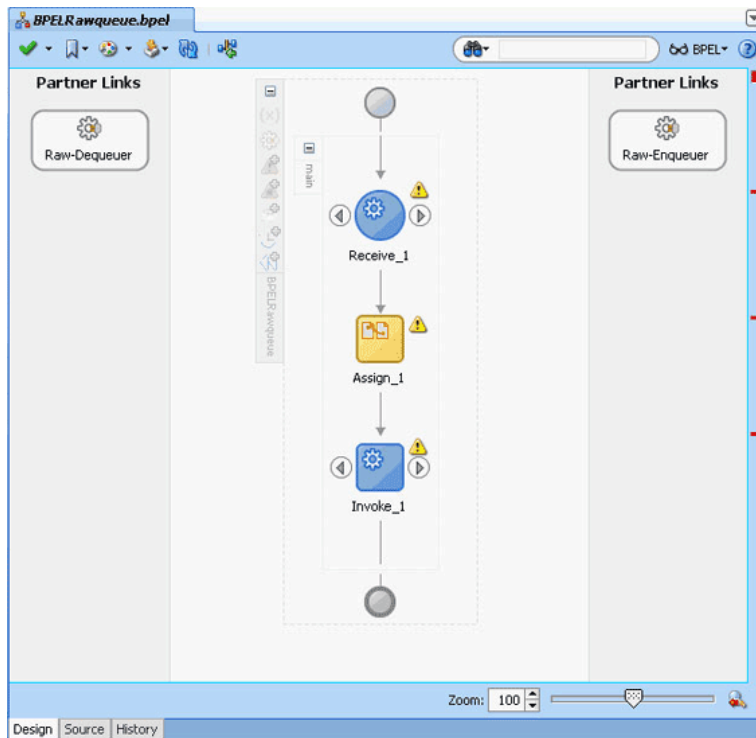 BPELRawqueue.bpel
BPEL
Partner Links
Partner Links
Raw-Dequeuer
Raw-Enqueuer
(x)
main
BPELRawqueue
Receive_1
Assign_1
Invoke_1
Zoom: 100
Design Source History